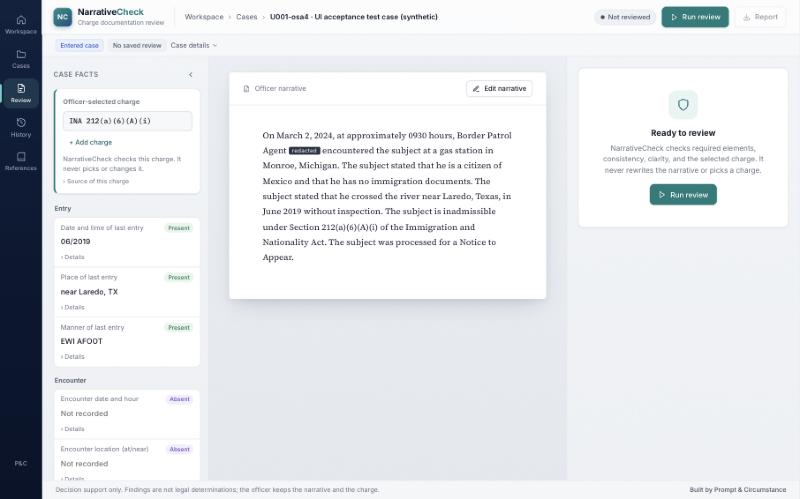 NC
NarrativeCheck
Charge documentation review
Workspace › Cases › U001-osa4 · UI acceptance test case (synthetic)
Not reviewed
Run review
Report
Workspace
Cases
Review
History
References
P&C
Entered case
No saved review
Case details
CASE FACTS
Officer-selected charge
INA 212(a)(6)(A)(i)
+ Add charge
NarrativeCheck checks this charge. It
never picks or changes it.
› Source of this charge
Entry
Date and time of last entry
Present
06/2019
› Details
Place of last entry
Present
near Laredo, TX
› Details
Manner of last entry
Present
EWI AFOOT
› Details
Encounter
Encounter date and hour
Absent
Not recorded
› Details
Encounter location (at/near)
Absent
Not recorded
› Details
Officer narrative
Edit narrative
On March 2, 2024, at approximately 0930 hours, Border Patrol
Agent redacted encountered the subject at a gas station in
Monroe, Michigan. The subject stated that he is a citizen of
Mexico and that he has no immigration documents. The
subject stated that he crossed the river near Laredo, Texas, in
June 2019 without inspection. The subject is inadmissible
under Section 212(a)(6)(A)(i) of the Immigration and
Nationality Act. The subject was processed for a Notice to
Appear.
Ready to review
NarrativeCheck checks required elements,
consistency, clarity, and the selected charge. It
never rewrites the narrative or picks a charge.
Run review
Decision support only. Findings are not legal determinations; the officer keeps the narrative and the charge.
Built by Prompt & Circumstance